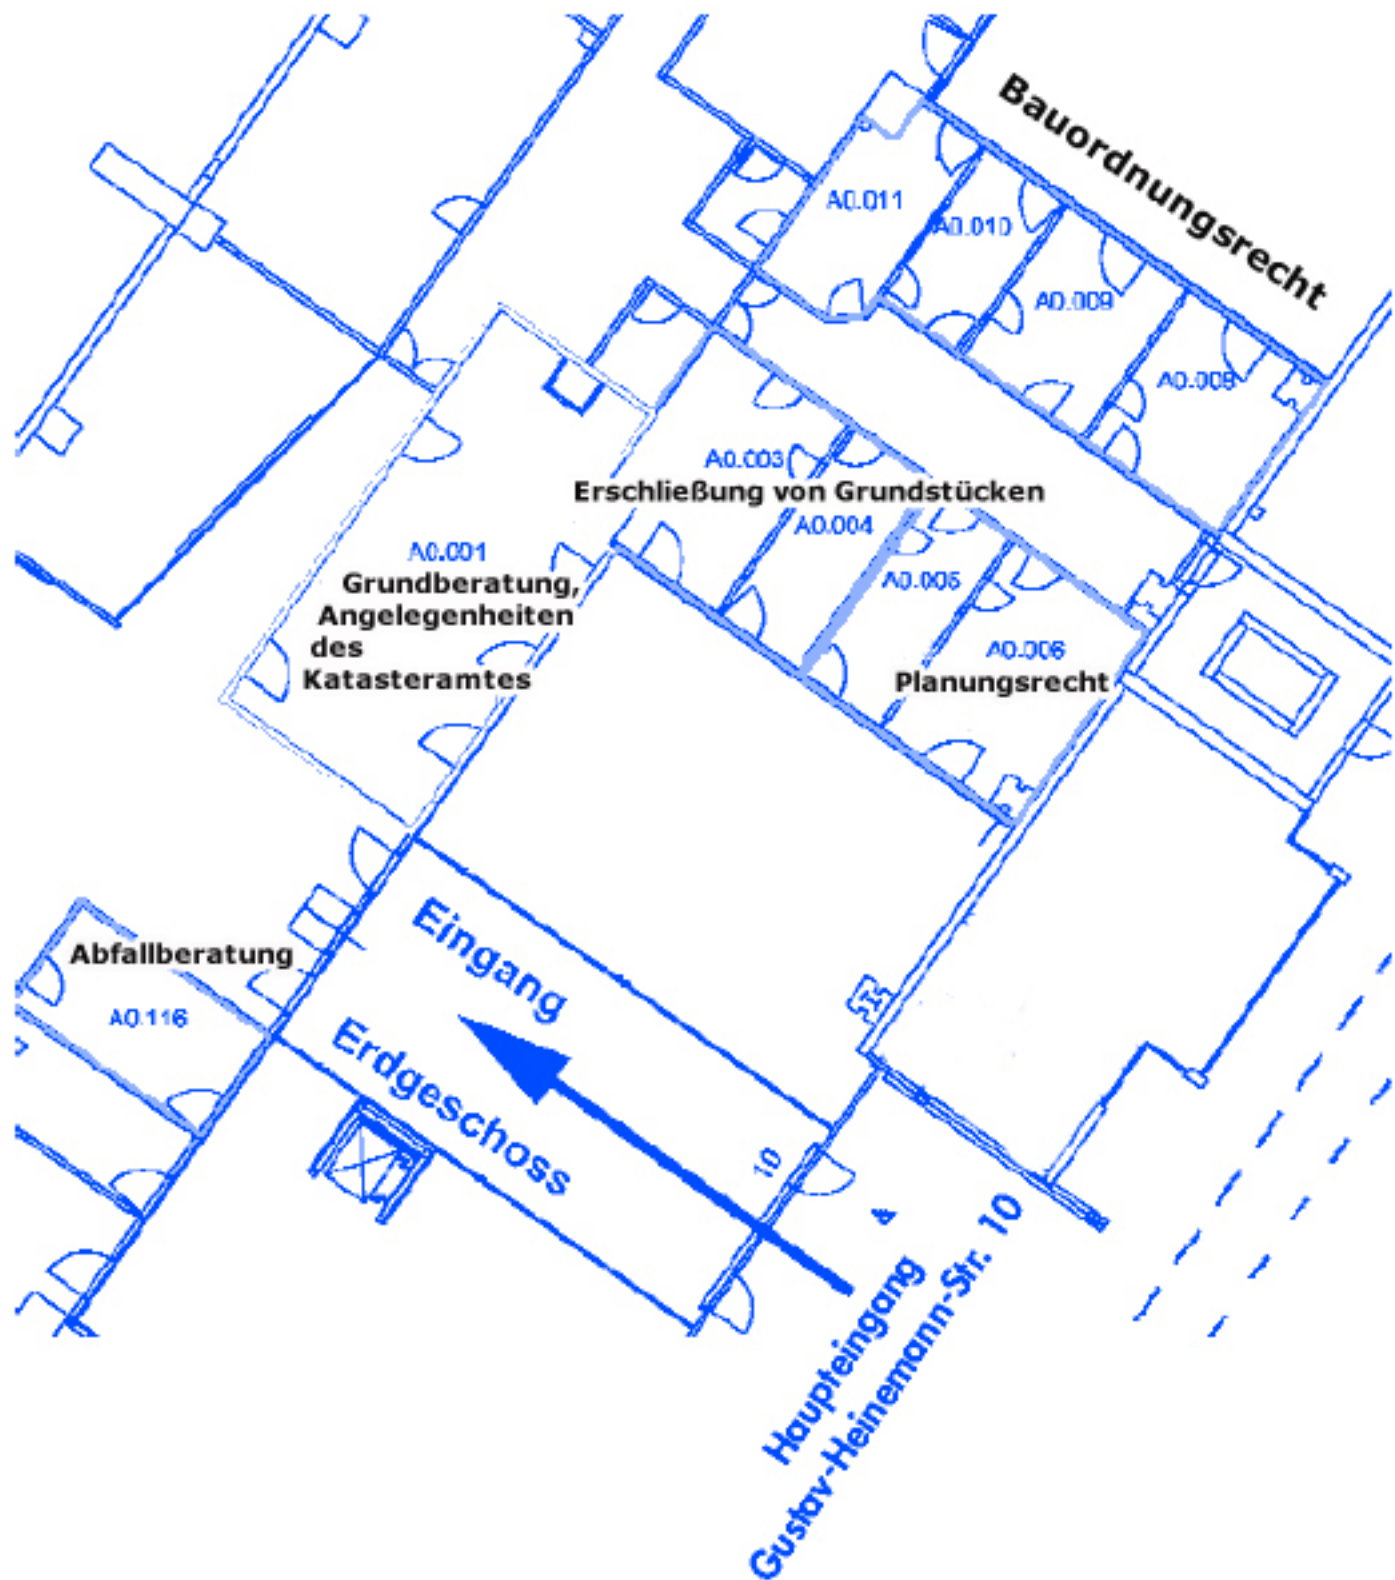 Bauordnungsrecht
A0.011
A0.010
A0.009
A0.008
A0.003
Erschließung von Grundstücken
A0.004
A0.005
A0.006
Planungsrecht
A0.001
Grundberatung,
Angelegenheiten
des
Katasteramtes
Abfallberatung
A0.116
Eingang
Erdgeschoss
10
Haupteingang
Gustav-Heinemann-Str. 10